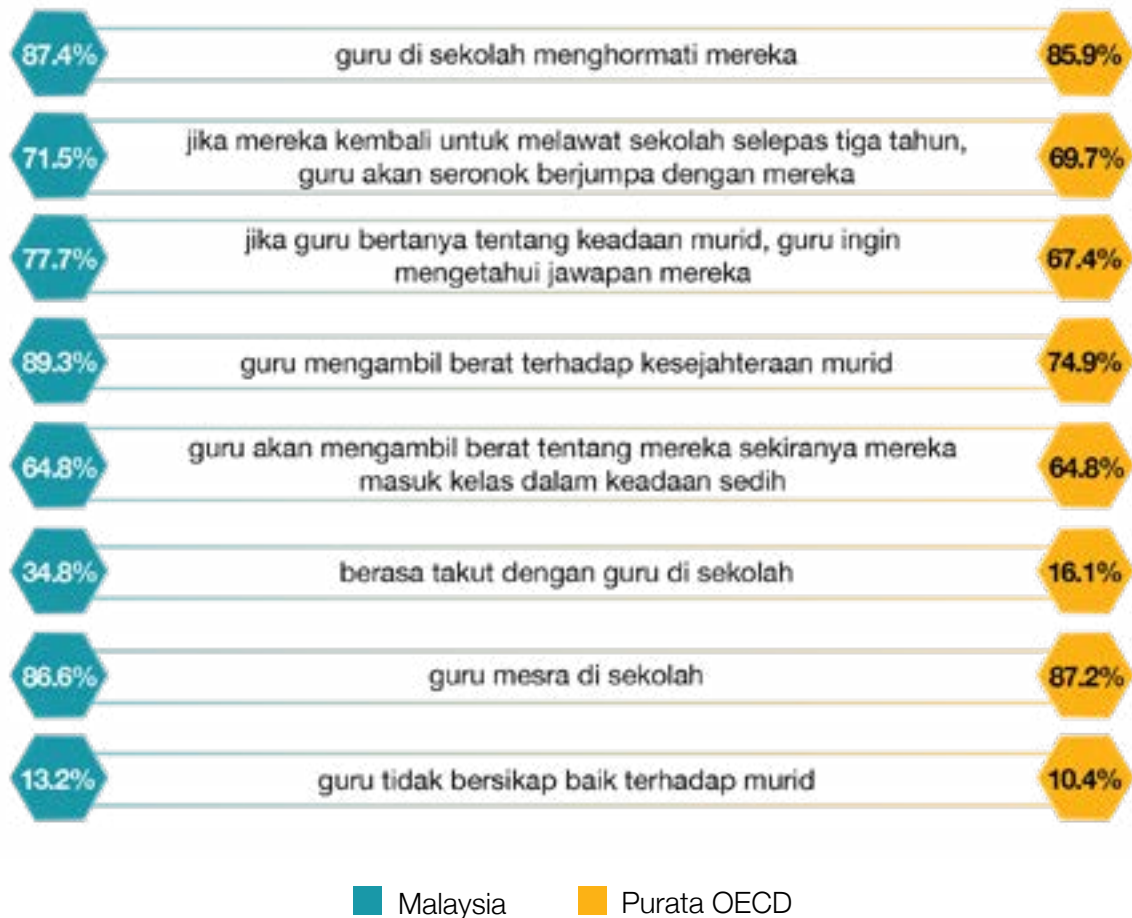 87.4% guru di sekolah menghormati mereka 85.9%
jika mereka kembali untuk melawat sekolah selepas tiga tahun,
71.5% guru akan seronok berjumpa dengan mereka 69.7%
jika guru bertanya tentang keadaan murid, guru ingin
77.7% mengetahui jawapan mereka 67.4%
89.3% guru mengambil berat terhadap kesejahteraan murid 74.9%
guru akan mengambil berat tentang mereka sekiranya mereka
64.8% masuk kelas dalam keadaan sedih 64.8%
34.8% berasa takut dengan guru di sekolah 16.1%
86.6% guru mesra di sekolah 87.2%
13.2% guru tidak bersikap baik terhadap murid 10.4%
Malaysia Purata OECD